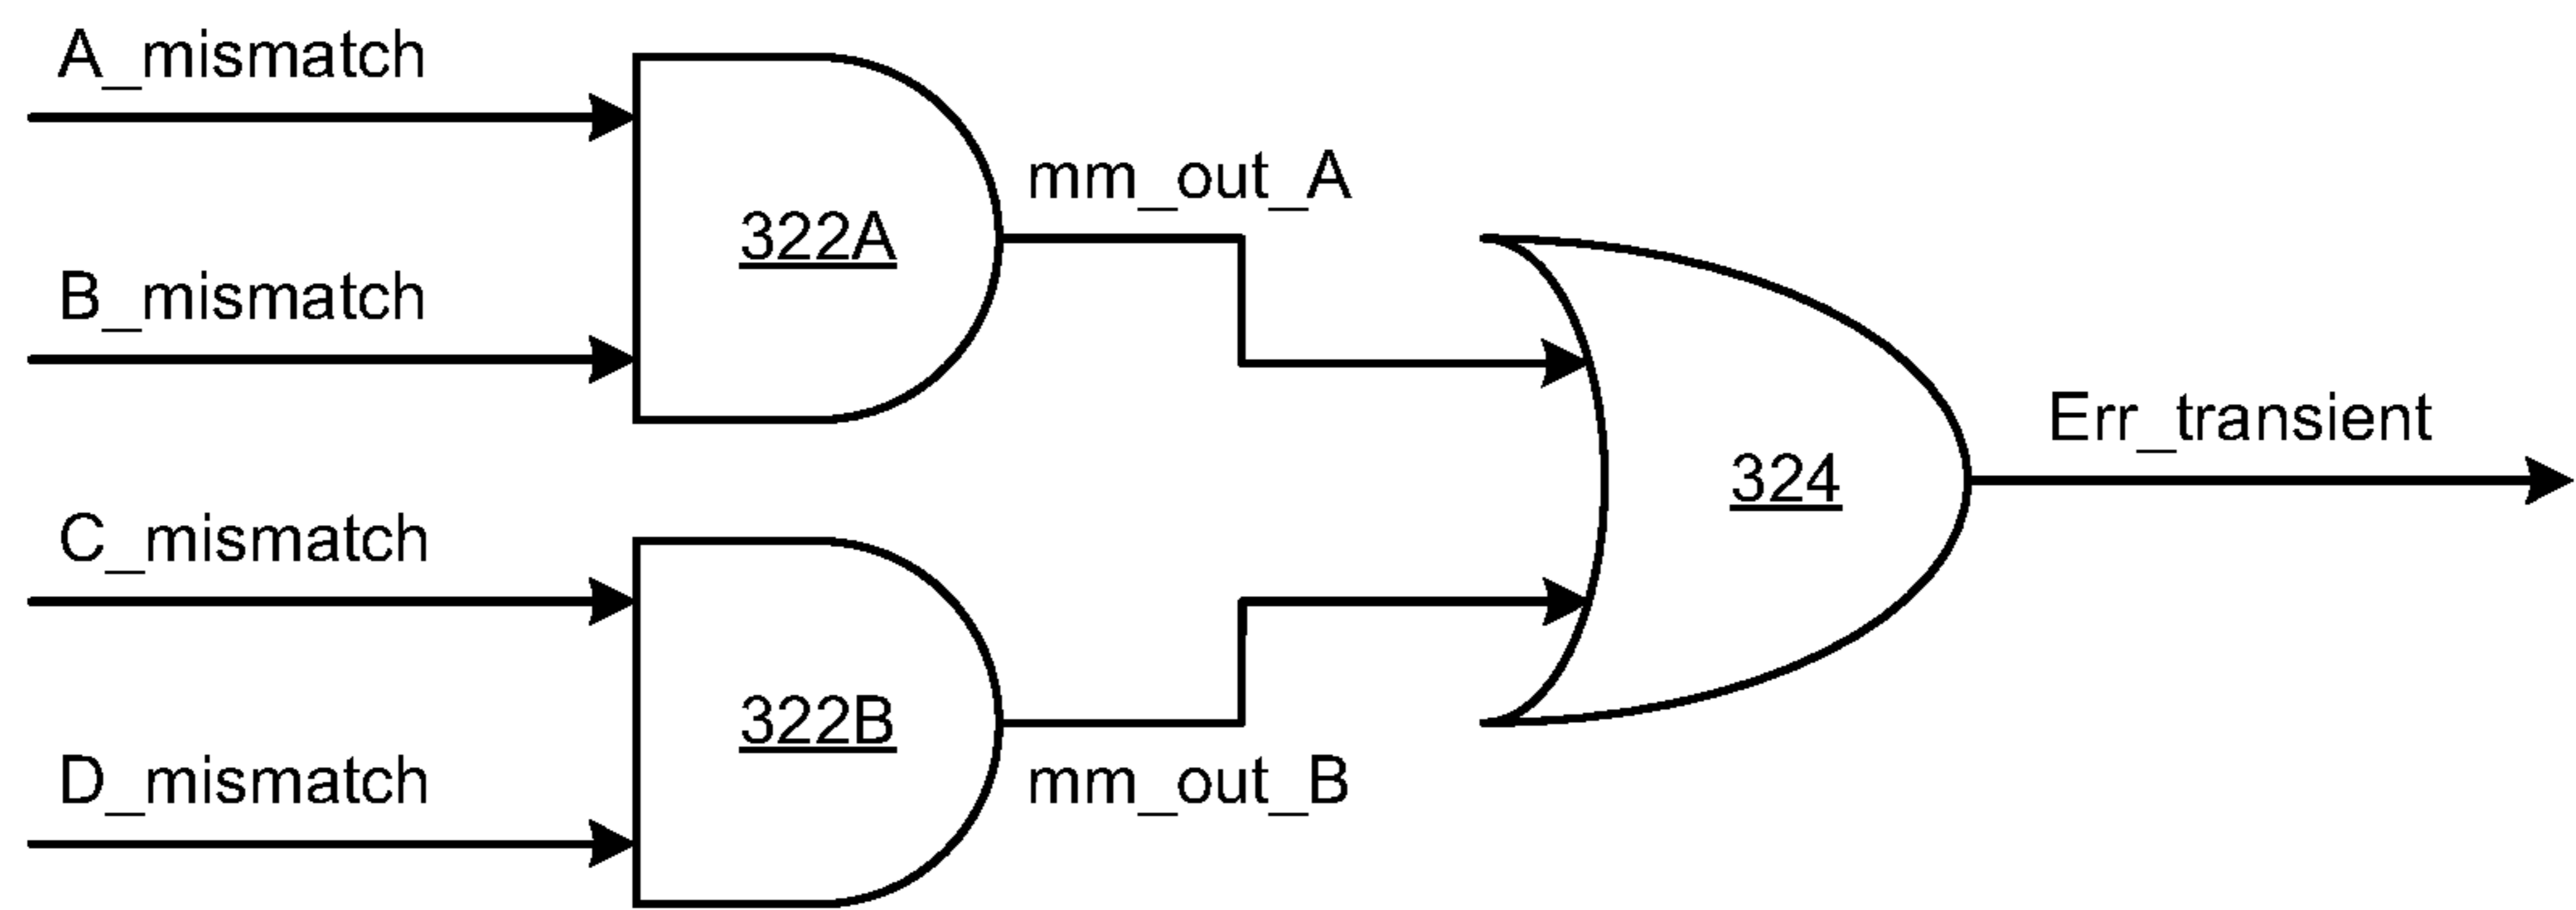 A_mismatch
B_mismatch
322A
mm_out_A
C_mismatch
D_mismatch
322B
mm_out_B
324
Err_transient